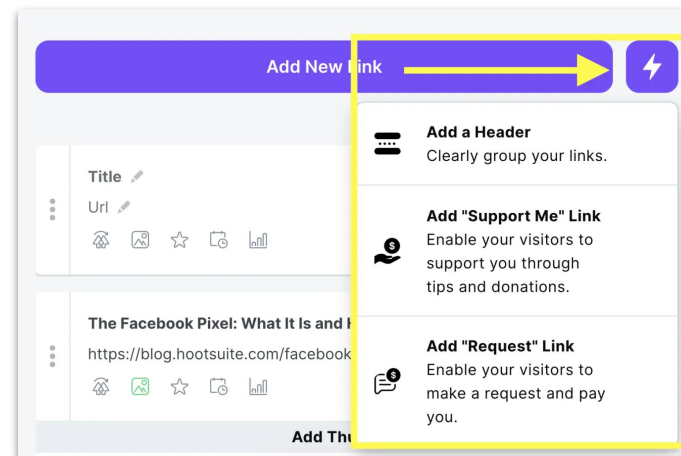 Add New Link
Add a Header
Clearly group your links.
Title
Url
Add "Support Me" Link
Enable your visitors to
support you through
tips and donations.
The Facebook Pixel: What It Is and
https://blog.hootsuite.com/facebook
Add "Request" Link
Enable your visitors to
make a request and pay
you.
Add